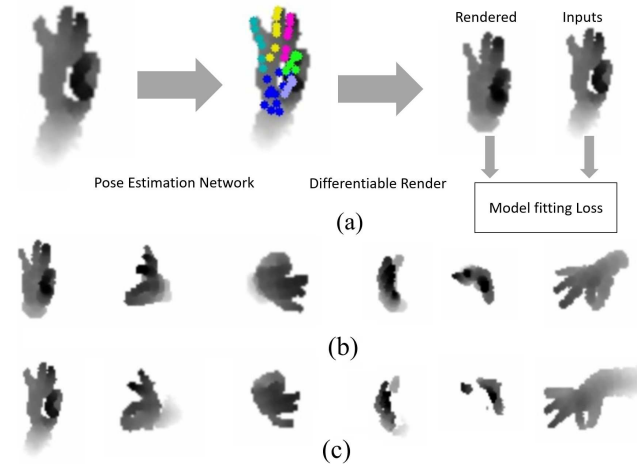 Rendered Inputs
Pose Estimation Network Differentiable Render
Model fitting Loss
(a)
(b)
(c)